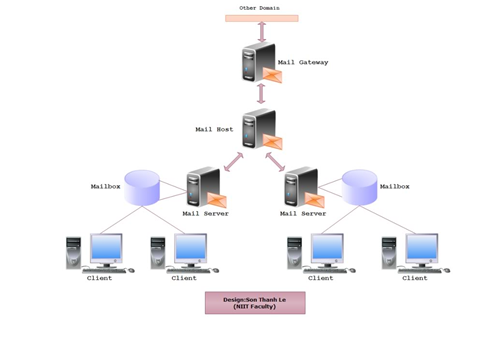 Other Domain
Mail Gateway
Mail Host
Mailbox
Mail Server
Mail Server
Mailbox
Client
Client
Client
Client
Design:Son Thanh Le
(NIIT Faculty)